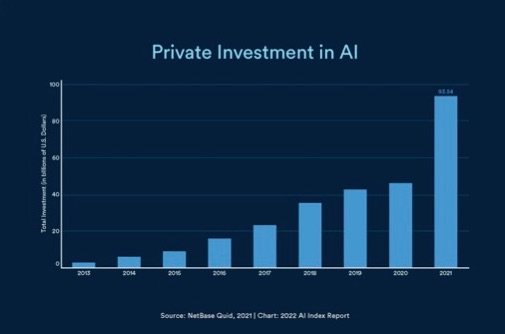 Private Investment in AI
Total Investment (in billions of U.S. Dollars)
100
80
60
40
20
0
93.54
2013 2014 2015 2016 2017 2018 2019 2020 2021
Source: NetBase Quid, 2021 | Chart: 2022 AI Index Report